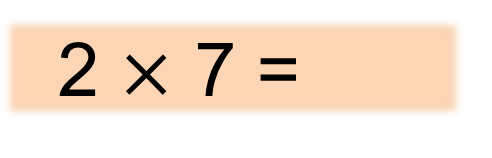 2 × 7 =